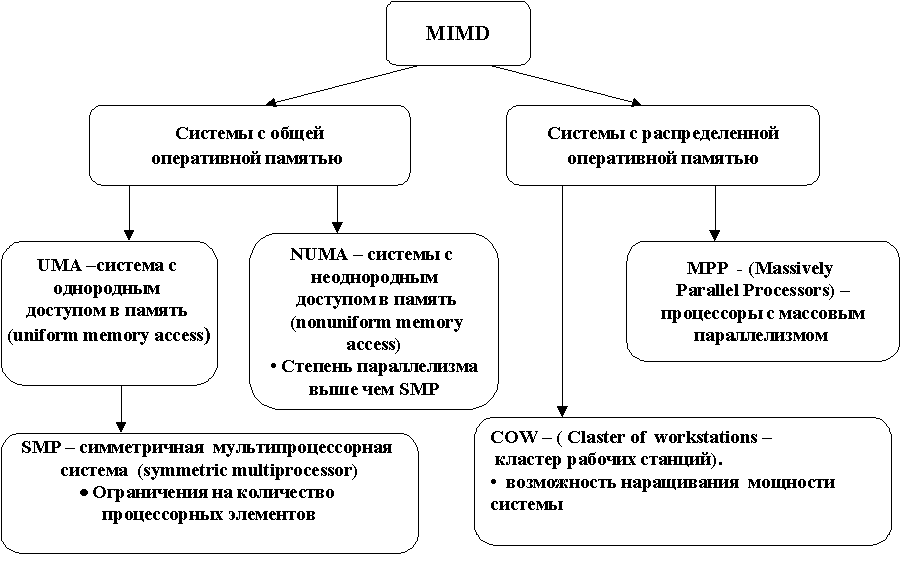 MIMD
Системы с общей
оперативной памятью
Системы с распределенной
оперативной памятью
UMA –система с
однородным
доступом в память
(uniform memory access)
NUMA – системы с
неоднородным
доступом в память
(nonuniform memory
access)
• Степень параллелизма
выше чем SMP
MPP - (Massively
Parallel Processors) –
процессоры с массовым
параллелизмом
SMP – симметричная мультипроцессорная
система (symmetric multiprocessor)
• Ограничения на количество
процессорных элементов
COW – ( Claster of workstations –
кластер рабочих станций).
• возможность наращивания мощности
системы